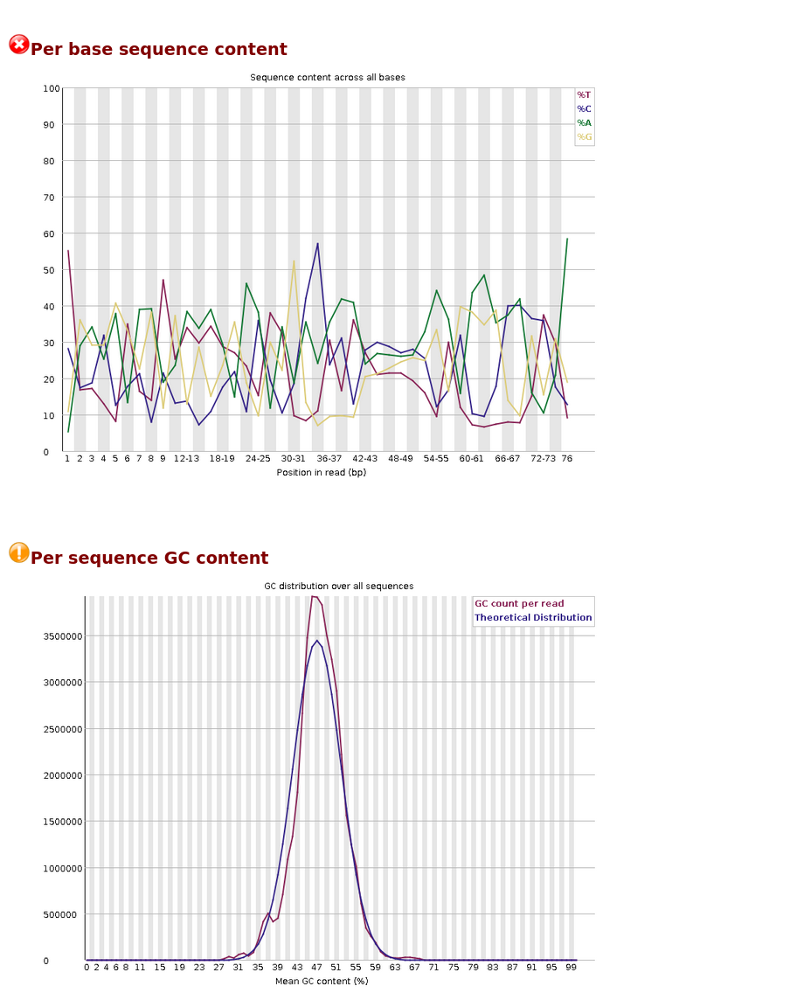 Per base sequence content
Sequence content across all bases
100
90
80
70
60
50
40
30
20
10
0
%T
%C
%A
%G
1 2 3 4 5 6 7 8 9 12-13 18-19 24-25 30-31 36-37 42-43 48-49 54-55 60-61 66-67 72-73 76
Position in read (bp)
Per sequence GC content
GC distribution over all sequences
GC count per read
Theoretical Distribution
3500000
3000000
2500000
2000000
1500000
1000000
500000
0
0 2 4 6 8 11 15 19 23 27 31 35 39 43 47 51 55 59 63 67 71 75 79 83 87 91 95 99
Mean GC content (%)